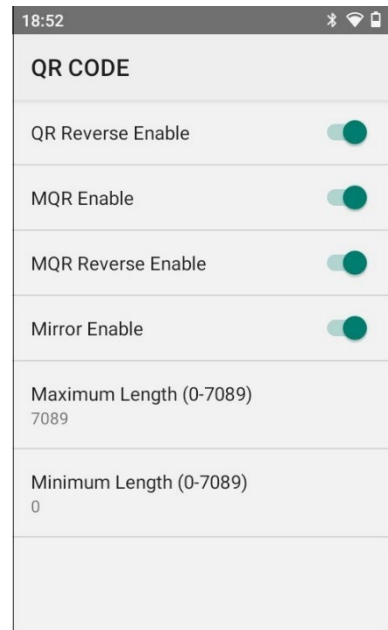 18:52
QR CODE
QR Reverse Enable
MQR Enable
MQR Reverse Enable
Mirror Enable
Maximum Length (0-7089)
7089
Minimum Length (0-7089)
0